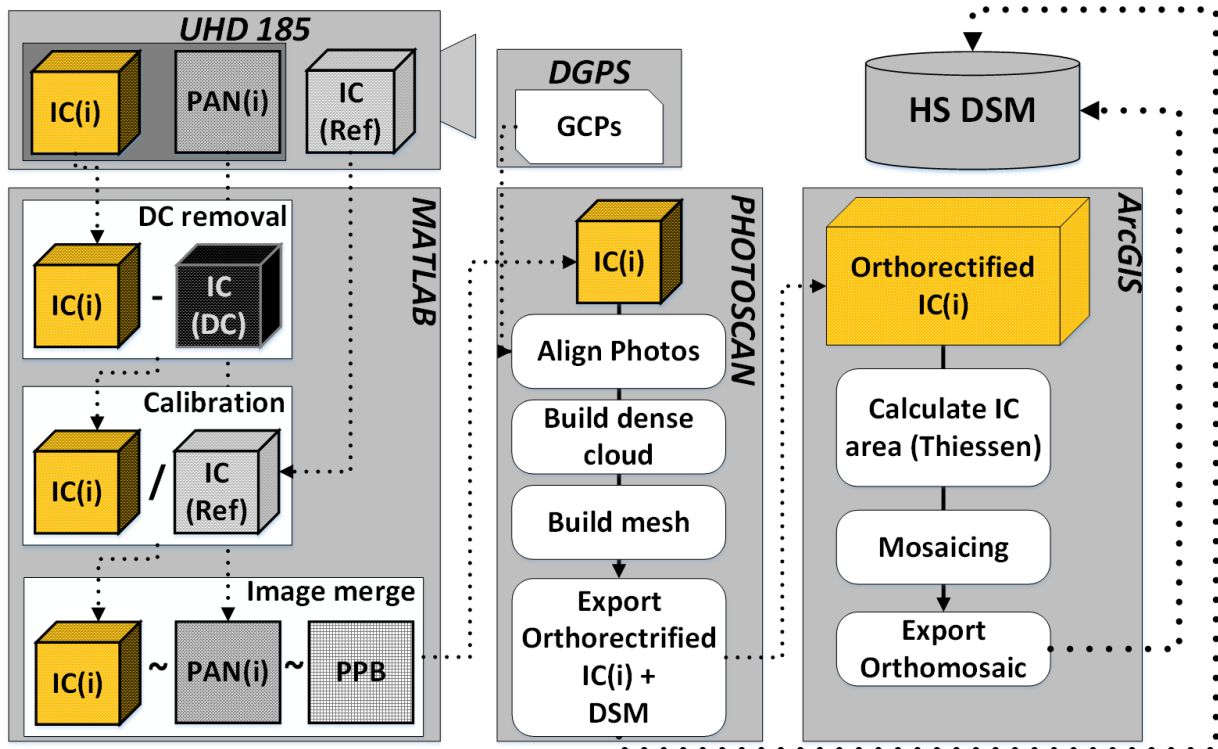 UHD 185
IC(i)
PAN(i)
IC
(Ref)
DGPS
GCPs
HS DSM
MATLAB
DC removal
IC(i)
-
IC
(DC)
Calibration
IC(i)
/
IC
(Ref)
Image merge
IC(i)
~
PAN(i)
~
PPB
PHOTOSCAN
IC(i)
Align Photos
Build dense
cloud
Build mesh
Export
Orthorectrified
IC(i) +
DSM
ArcGIS
Orthorectified
IC(i)
Calculate IC
area (Thiessen)
Mosaicing
Export
Orthomosaic